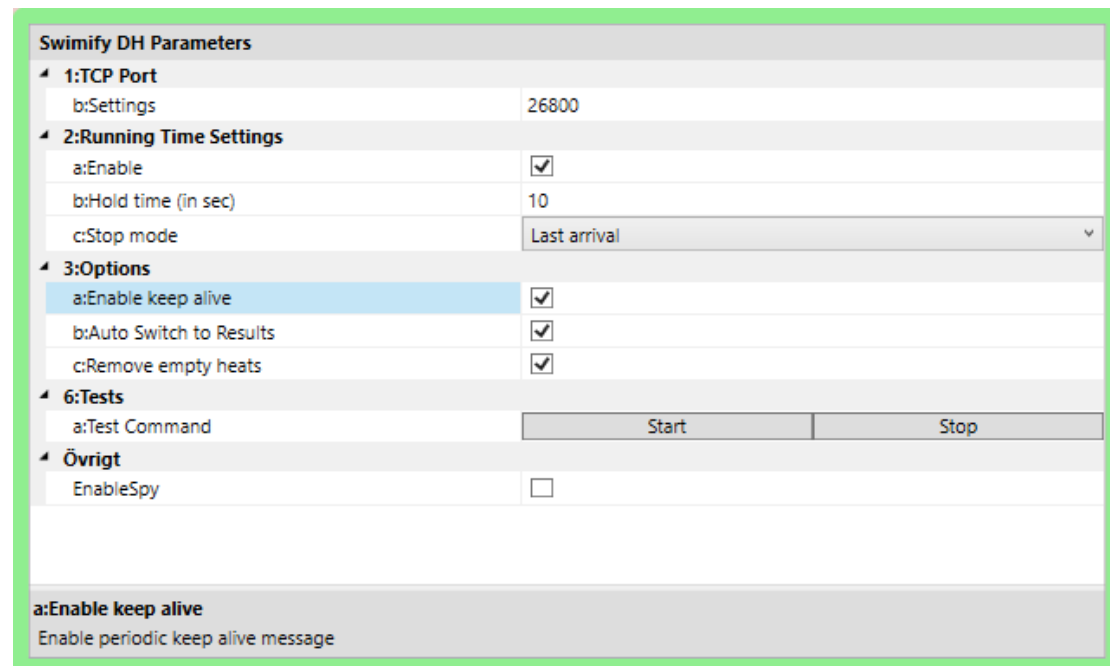 Swimify DH Parameters
1:TCP Port
b:Settings 26800
2:Running Time Settings
a:Enable
b:Hold time (in sec) 10
c:Stop mode Last arrival
3:Options
a:Enable keep alive
b:Auto Switch to Results
c:Remove empty heats
6:Tests
a:Test Command Start Stop
Övrigt
EnableSpy
a:Enable keep alive
Enable periodic keep alive message